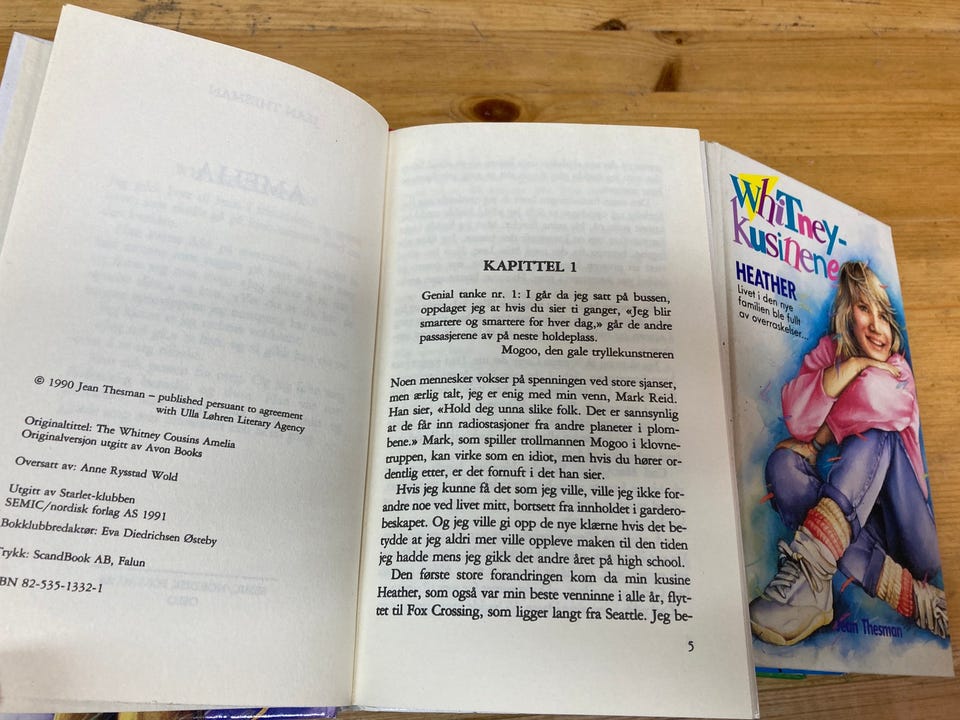 © 1990 Jean Thesman – published persuant to agreement
with Ulla Løhren Literary Agency
Originaltittel: The Whitney Cousins Amelia
Originalversjon utgitt av Avon Books
Oversatt av: Anne Rysstad Wold
Utgitt av Starlet-klubben
SEMIC/nordisk forlag AS 1991
Bokklubbredaktør: Eva Diedrichsen Østeby
Trykk: ScandBook AB, Falun
82-535-1332-1
KAPITTEL 1
Genial tanke nr. 1: I går da jeg satt på bussen,
oppdaget jeg at hvis du sier ti ganger, «Jeg blir
smartere og smartere for hver dag,» går de andre
passasjerene av på neste holdeplass.
Mogoo, den gale tryllekunstneren
Noen mennesker vokser på spenningen ved store sjanser,
men ærlig talt, jeg er enig med min venn, Mark Reid.
Han sier, «Hold deg unna slike folk. Det er sannsynlig
at de får inn radiostasjoner fra andre planeter i plom-
bene.» Mark, som spiller trollmannen Mogoo i klovne-
truppen, kan virke som en idiot, men hvis du hører or-
dentlig etter, er det fornuft i det han sier.
Hvis jeg kunne få det som jeg ville, ville jeg ikke for-
andre noe ved livet mitt, bortsett fra innholdet i gardero-
beskapet. Og jeg ville gi opp de nye klærne hvis det be-
tydde at jeg aldri mer ville oppleve maken til den tiden
jeg hadde mens jeg gikk det andre året på high school.
Den første store forandringen kom da min kusine
Heather, som også var min beste venninne i alle år, flyt-
tet til Fox Crossing, som ligger langt fra Seattle. Jeg be-
5
Whitney-
kusinene
HEATHER
Livet i den nye
familien ble fullt
av overraskelser...
Jean Thesman